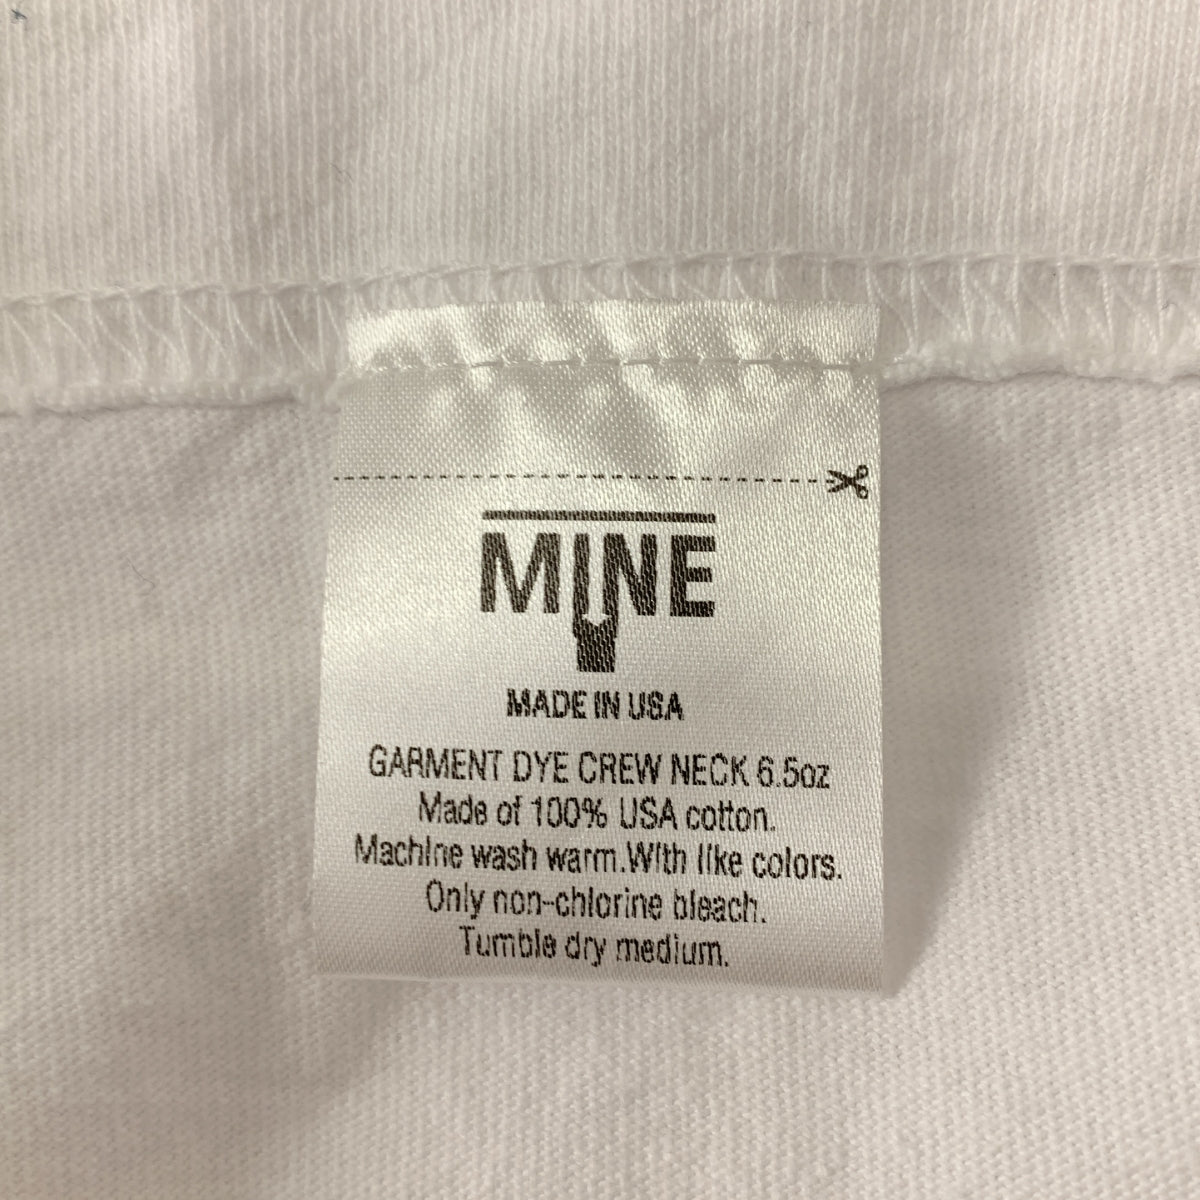 MINE
MADE IN USA
GARMENT DYE CREW NECK 6.5oz
Made of 100% USA cotton.
Machine wash warm.With like colors.
Only non-chlorine bleach.
Tumble dry medium.